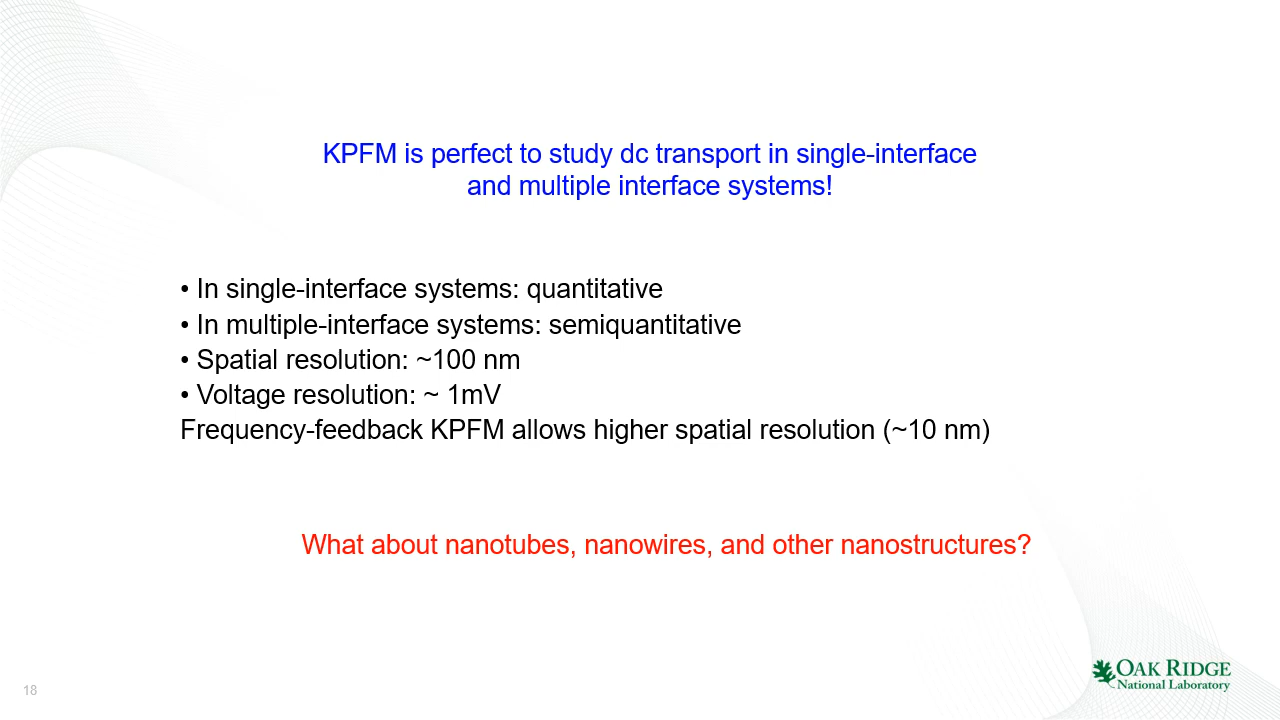 KPFM is perfect to study dc transport in single-interface
and multiple interface systems!
• In single-interface systems: quantitative
• In multiple-interface systems: semiquantitative
• Spatial resolution: ~100 nm
• Voltage resolution: ~ 1mV
Frequency-feedback KPFM allows higher spatial resolution (~10 nm)
What about nanotubes, nanowires, and other nanostructures?
18
OAK RIDGE
National Laboratory